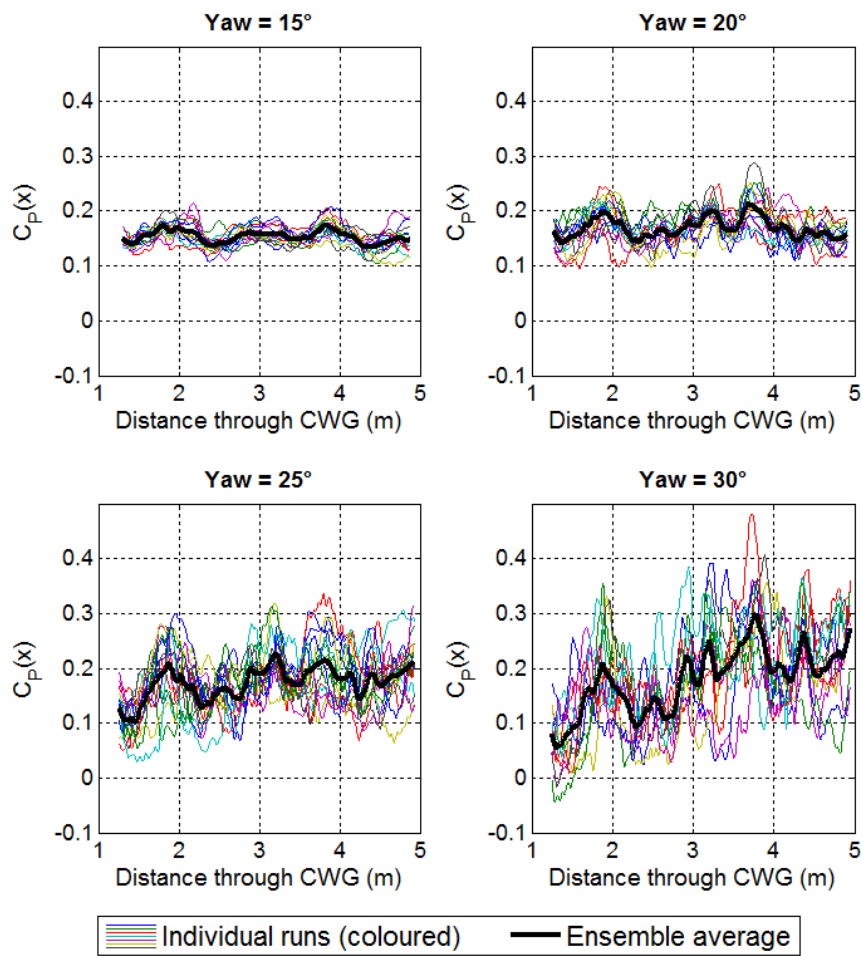 Yaw = 15°
Yaw = 20°
C_P(x)
0.4
0.3
0.2
0.1
0
-0.1
1 2 3 4 5
Distance through CWG (m)
C_P(x)
0.4
0.3
0.2
0.1
0
-0.1
1 2 3 4 5
Distance through CWG (m)
Yaw = 25°
Yaw = 30°
C_P(x)
0.4
0.3
0.2
0.1
0
-0.1
1 2 3 4 5
Distance through CWG (m)
C_P(x)
0.4
0.3
0.2
0.1
0
-0.1
1 2 3 4 5
Distance through CWG (m)
Individual runs (coloured) Ensemble average